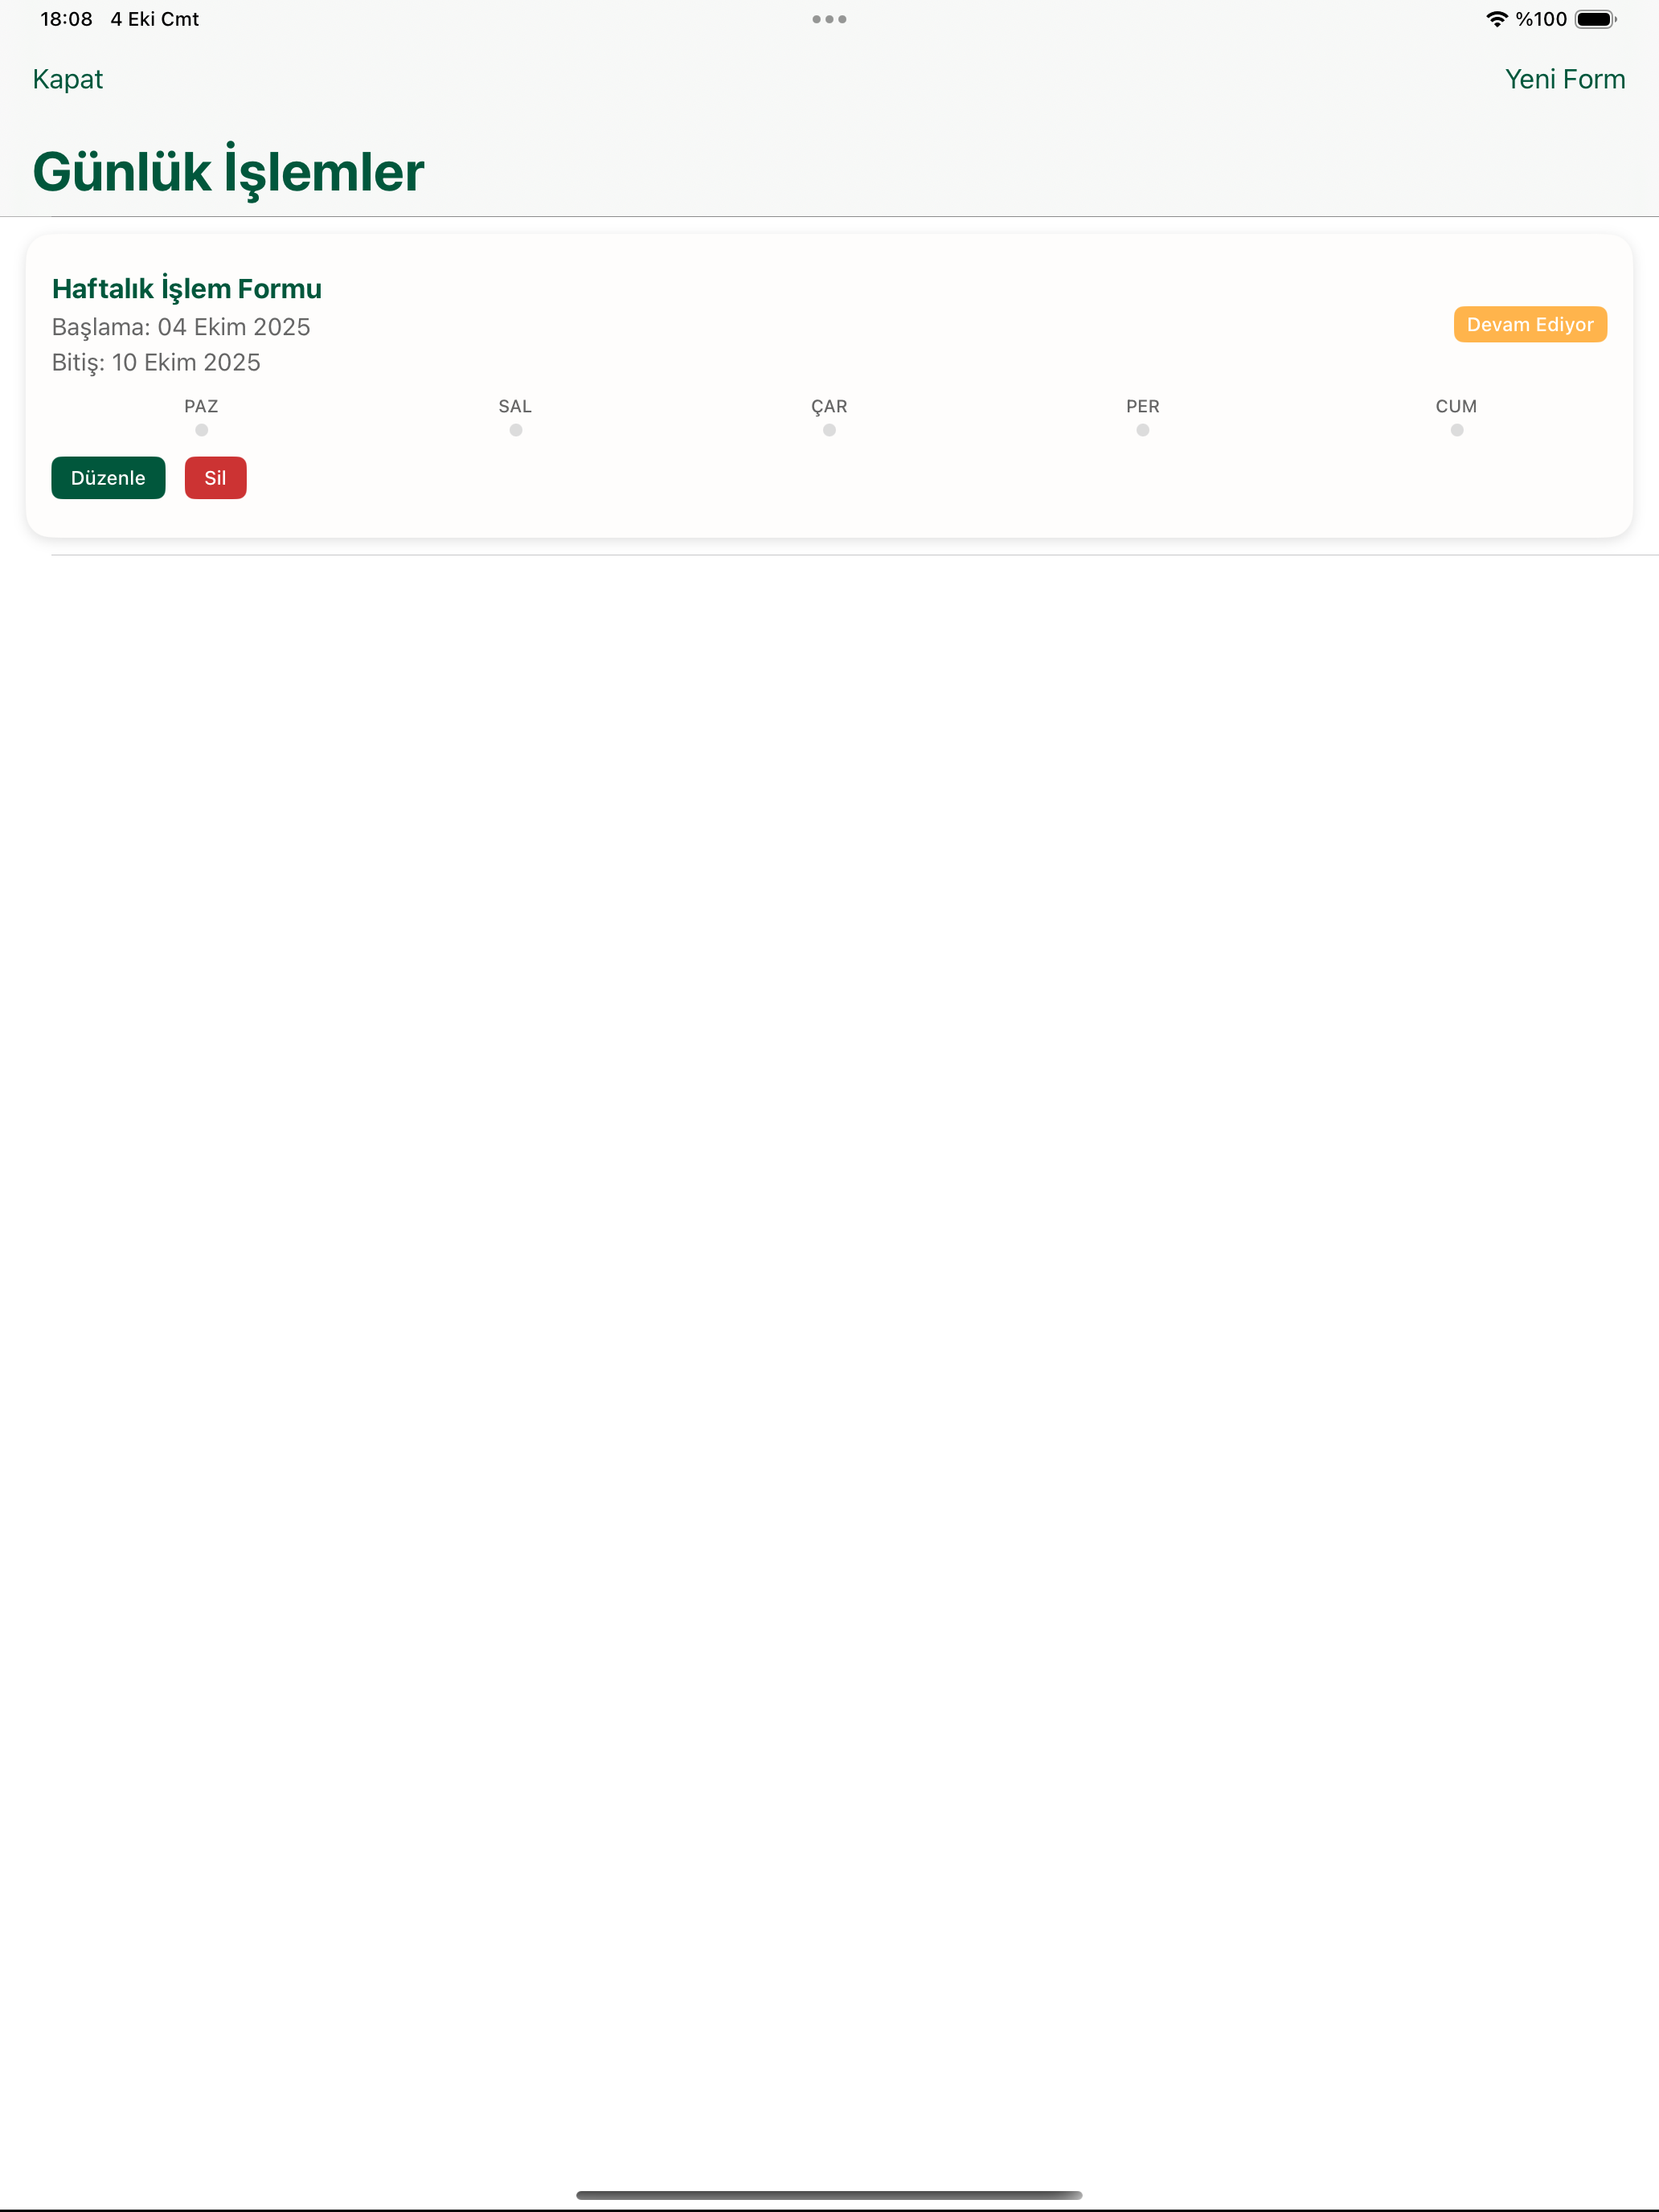 18:08 4 Eki Cmt %100
Kapat Yeni Form
Günlük İşlemler
Haftalık İşlem Formu
Başlama: 04 Ekim 2025
Devam Ediyor
Bitiş: 10 Ekim 2025
PAZ SAL ÇAR PER CUM
Düzenle Sil